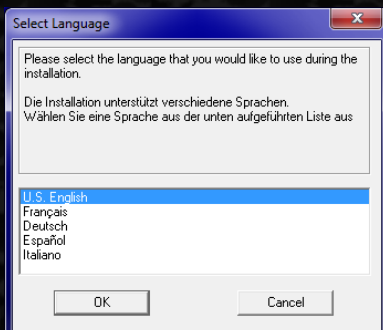 Select Language
Please select the language that you would like to use during the
installation.
Die Installation unterstützt verschiedene Sprachen.
Wählen Sie eine Sprache aus der unten aufgeführten Liste aus
U.S. English
Français
Deutsch
Español
Italiano
OK
Cancel